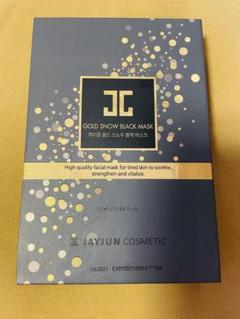 GOLD SNOW BLACK MASK
제이준 골드 스노우 블랙 마스크
High quality facial mask for tired skin to soothe,
strengthen and vitalize.
25 ml / 0.84 fl.oz
JAYJUN COSMETIC